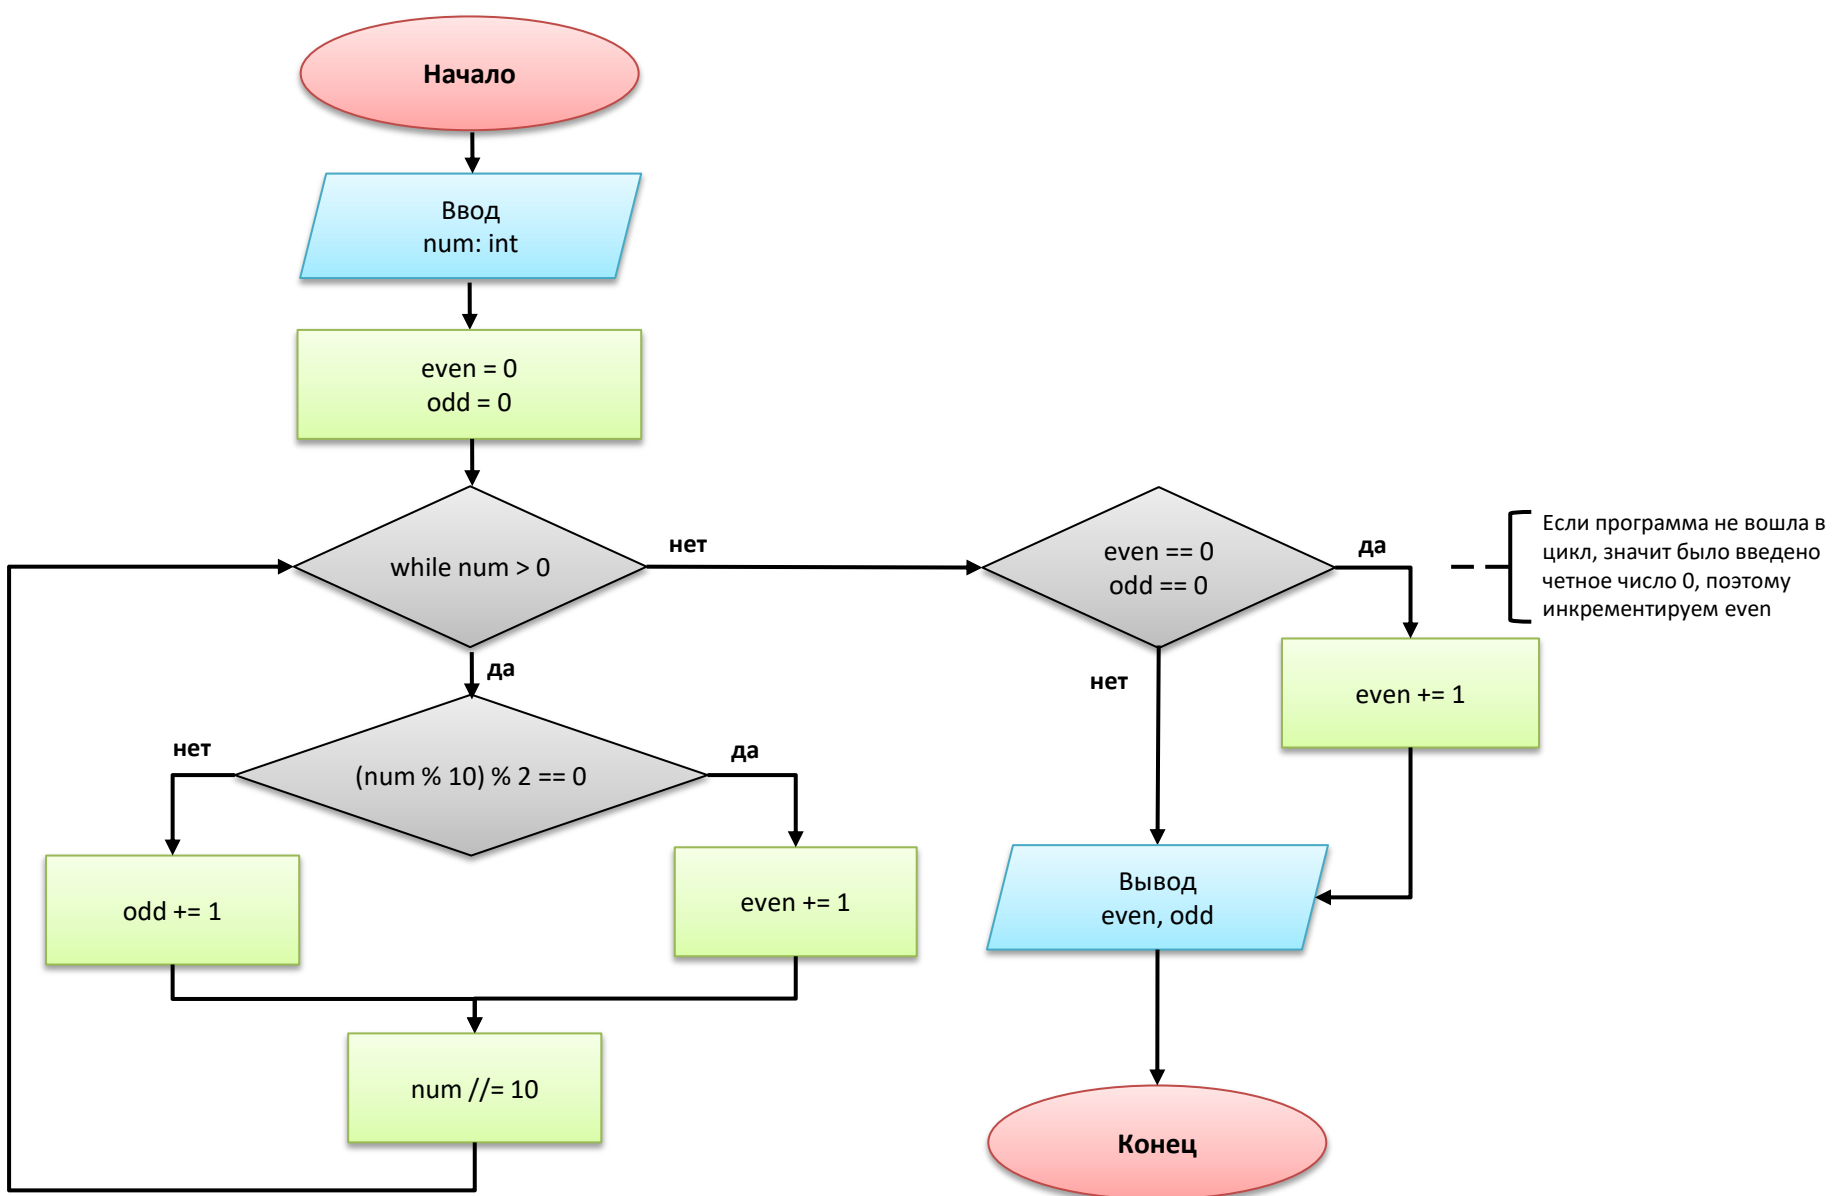 Начало
Ввод
num: int
even = 0
odd = 0
while num > 0
нет
да
(num % 10) % 2 == 0
нет
да
odd += 1
even += 1
num //= 10
even == 0
odd == 0
да
нет
Если программа не вошла в
цикл, значит было введено
четное число 0, поэтому
инкрементируем even
even += 1
Вывод
even, odd
Конец